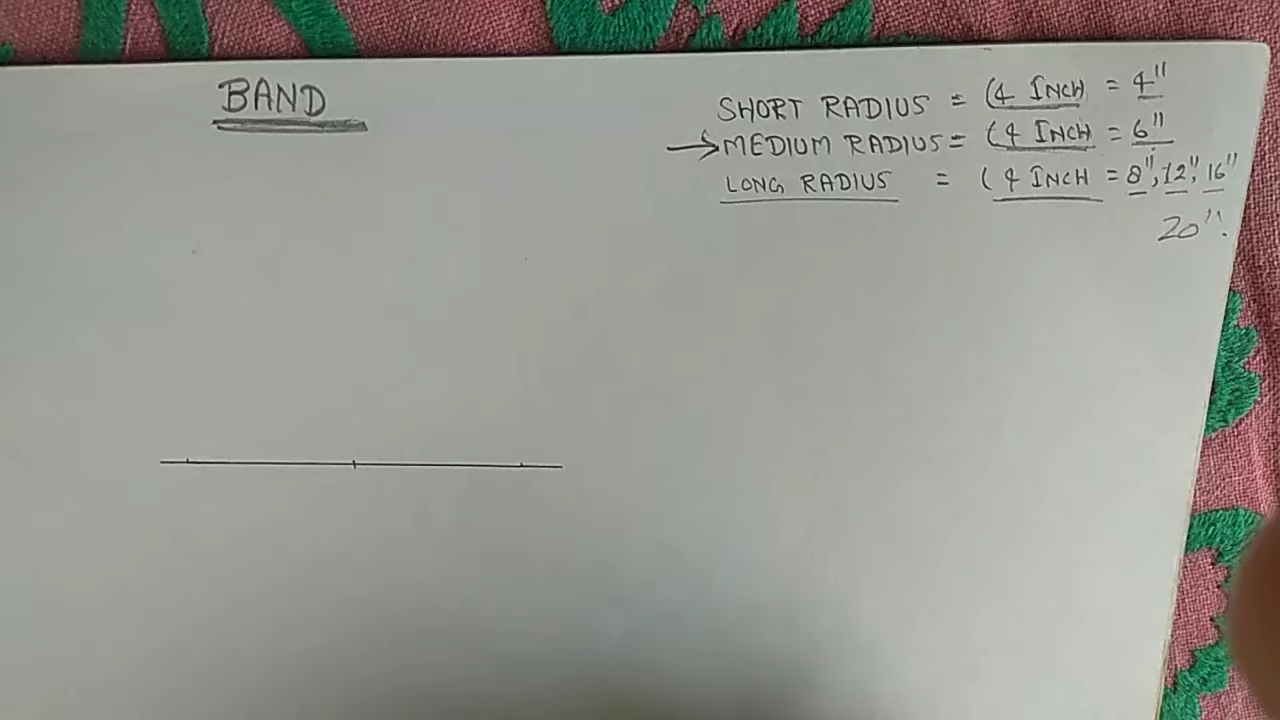 BAND
SHORT RADIUS = (4 INCH = 4"
→MEDIUM RADIUS = (4 INCH = 6"
LONG RADIUS = (4 INCH = 8", 12", 16"
20".